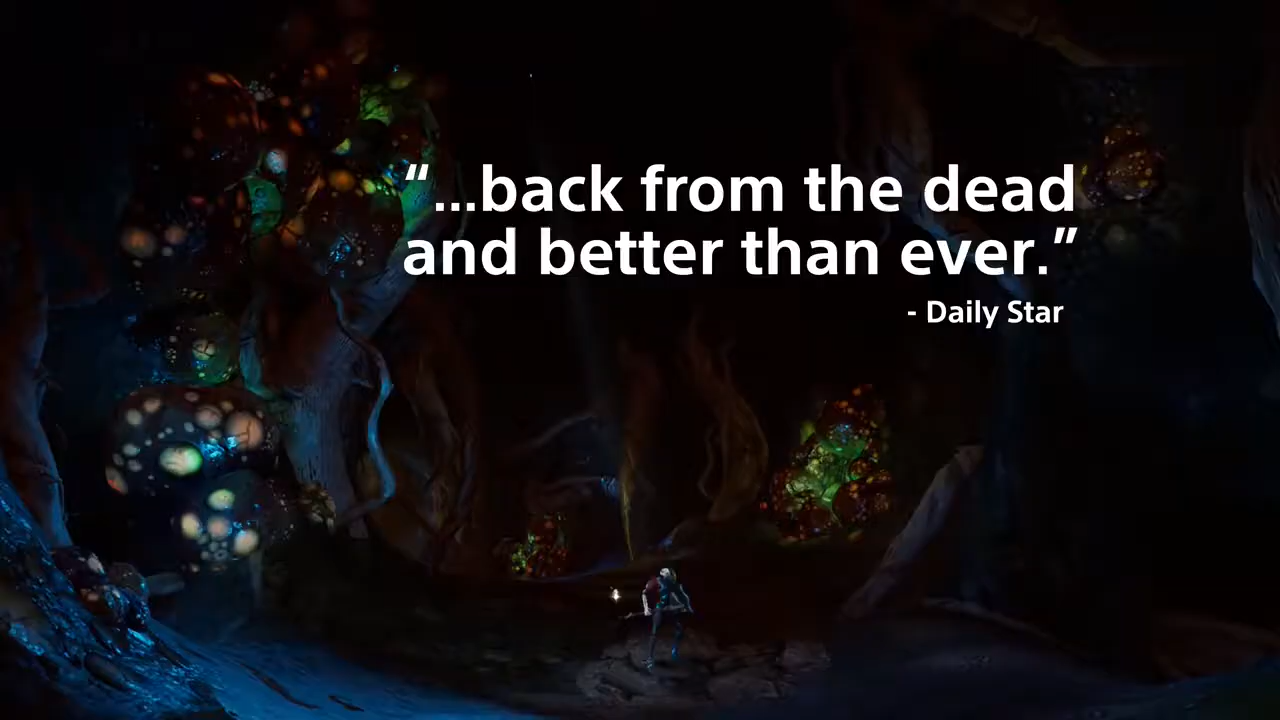 “...back from the dead
and better than ever.”
- Daily Star